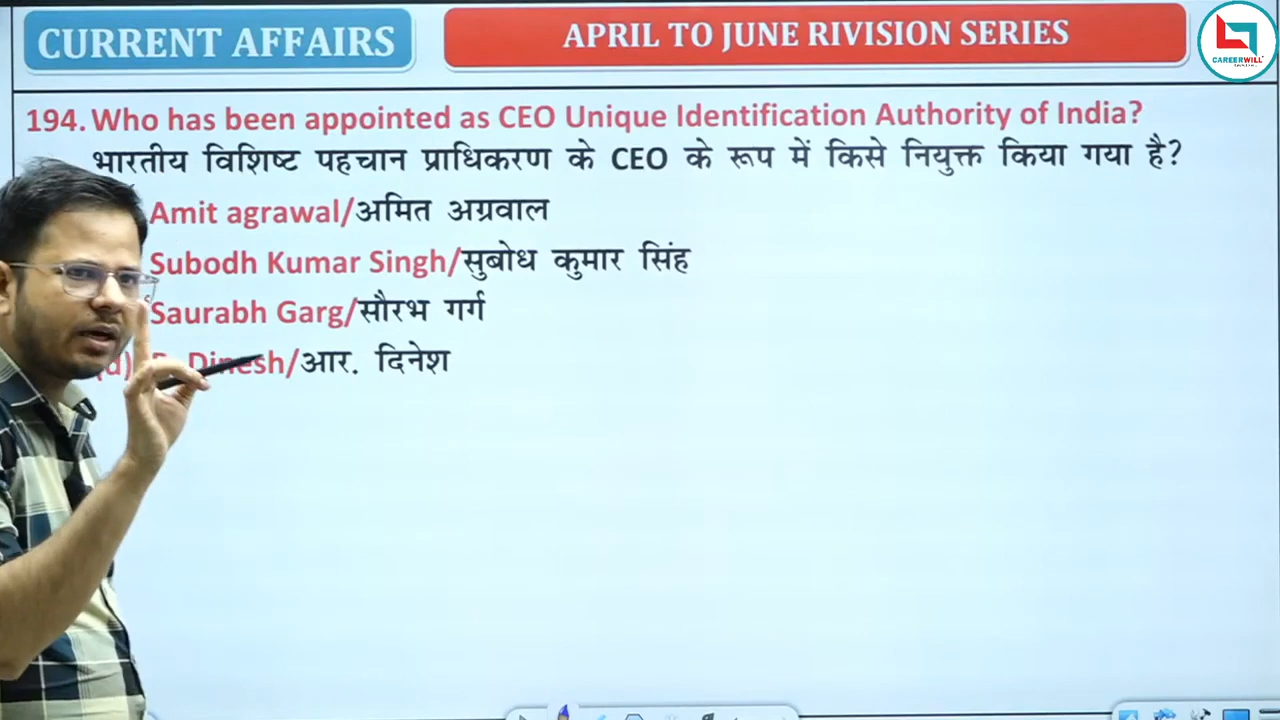 CURRENT AFFAIRS
APRIL TO JUNE RIVISION SERIES
CAREERWILL
194. Who has been appointed as CEO Unique Identification Authority of India?
भारतीय विशिष्ट पहचान प्राधिकरण के CEO के रूप में किसे नियुक्त किया गया है?
Amit agrawal/अमित अग्रवाल
Subodh Kumar Singh/सुबोध कुमार सिंह
Saurabh Garg/सौरभ गर्ग
(d) Dinesh/आर. दिनेश